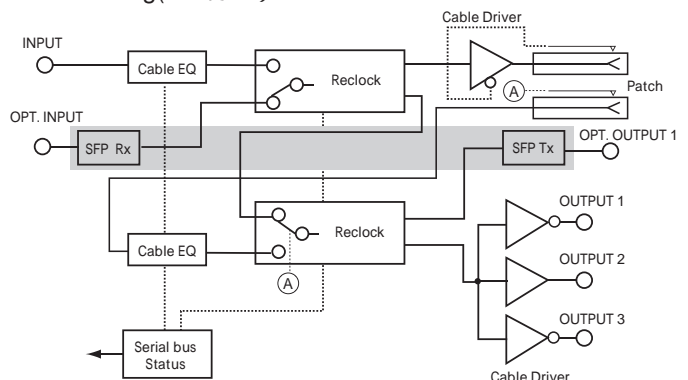 Cable Driver
INPUT
Cable EQ
Reclock
A
Patch
OPT. INPUT
OPT. OUTPUT 1
SFP Rx
SFP Tx
OUTPUT 1
Reclock
Cable EQ
OUTPUT 2
A
OUTPUT 3
Serial bus
Status
Cable Driver